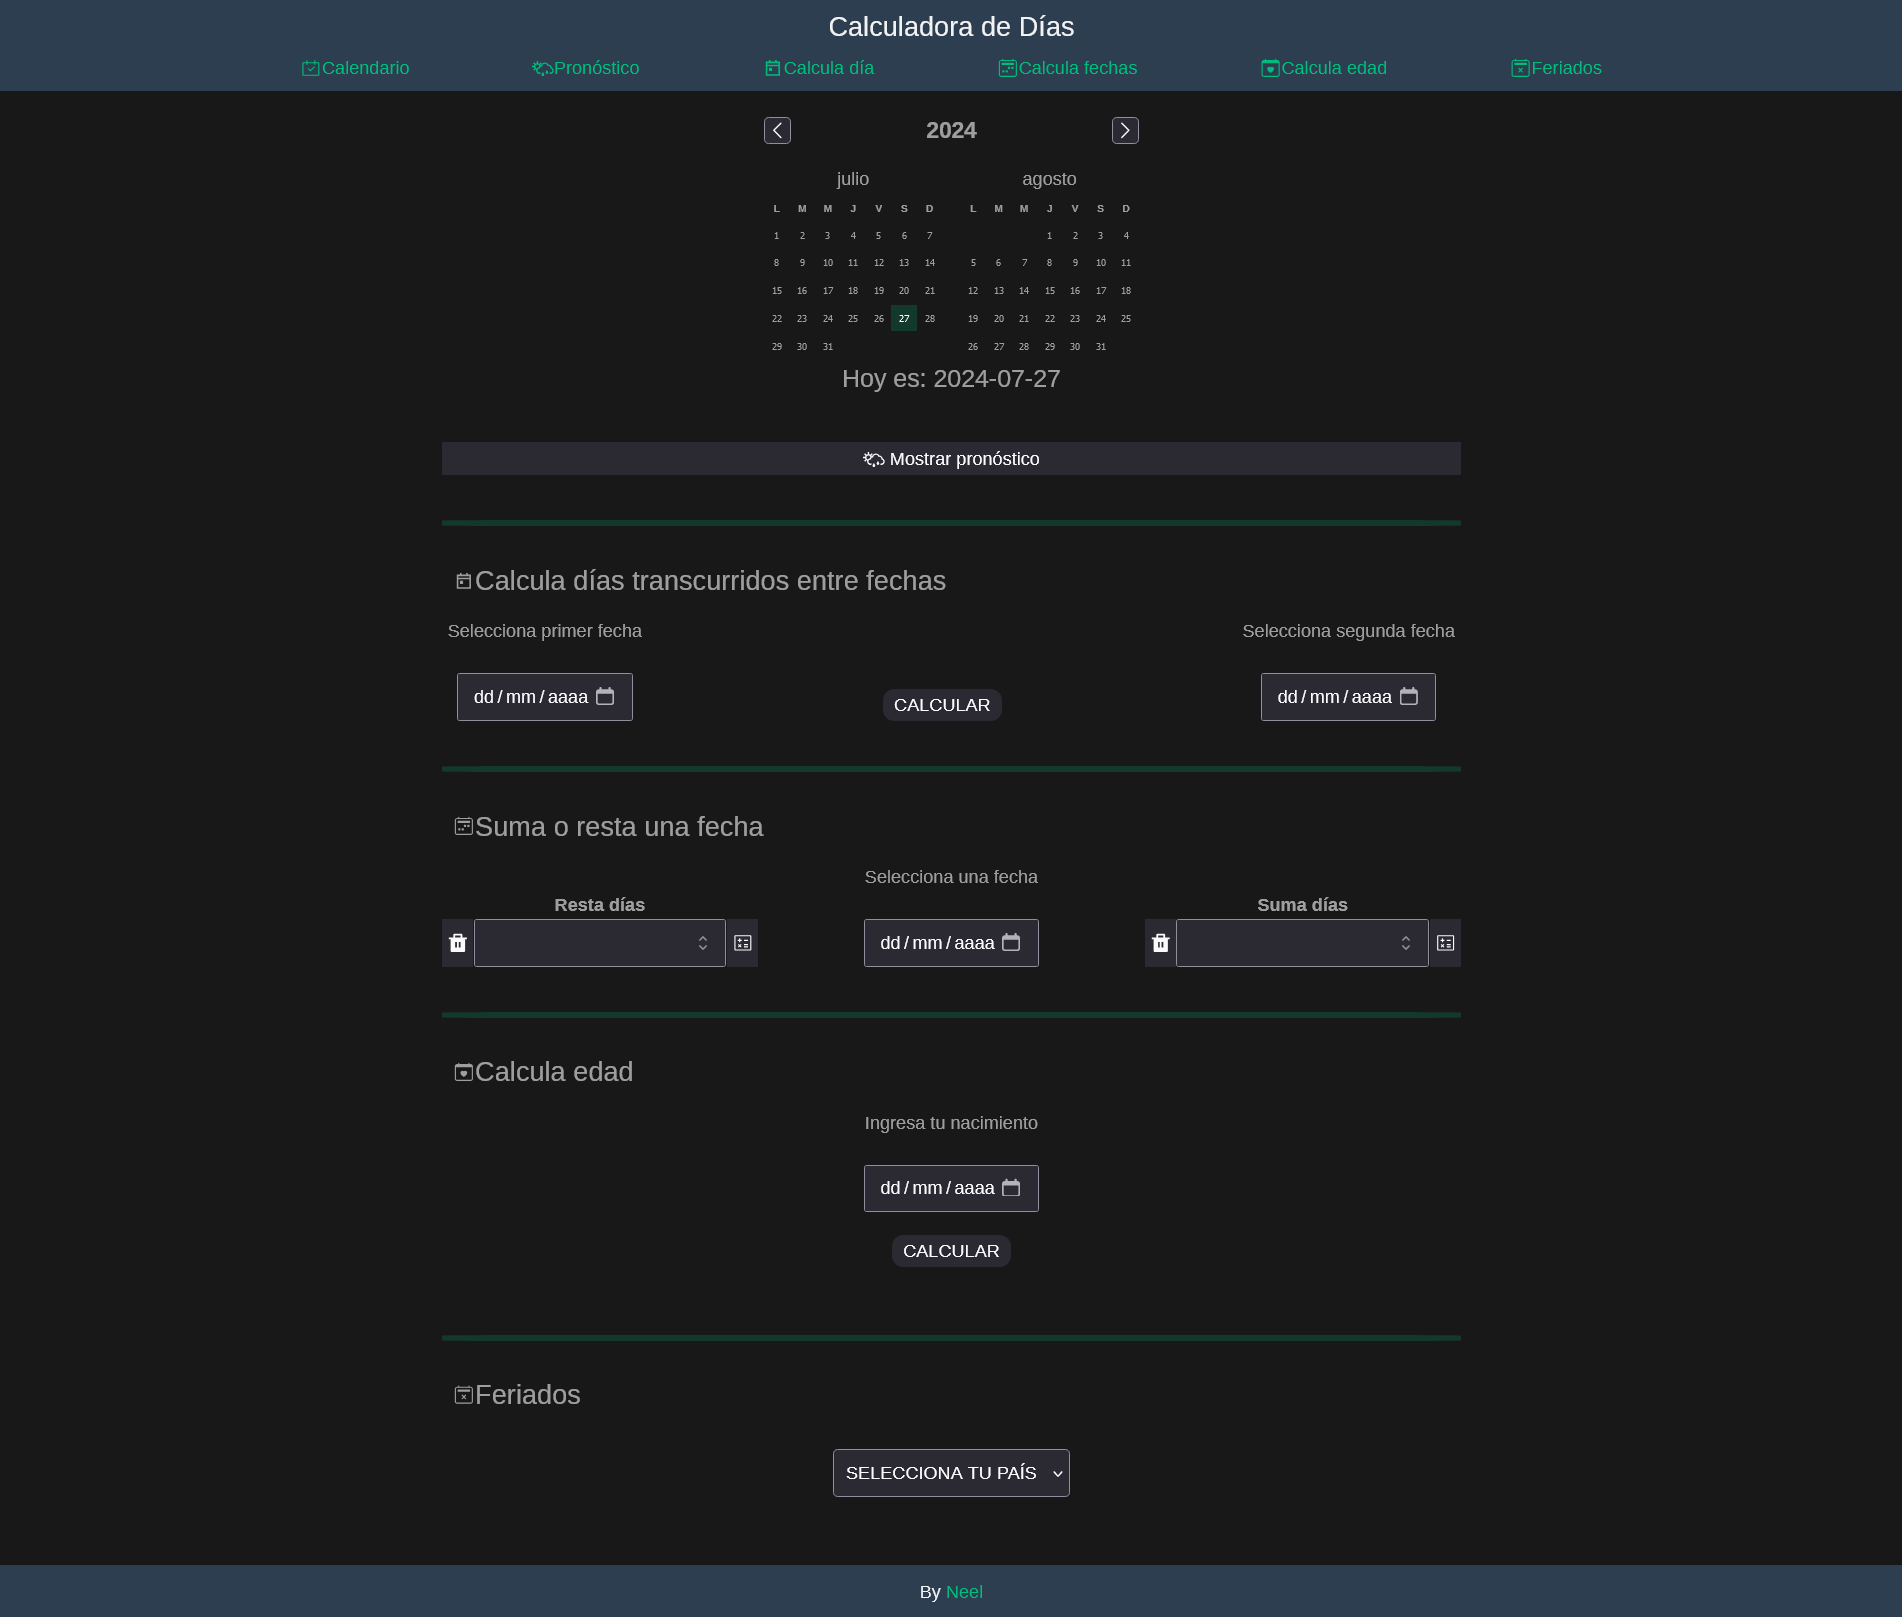 Calculadora de Días
Calendario Pronóstico Calcula día Calcula fechas Calcula edad Feriados
2024
julio
L M M J V S D
1 2 3 4 5 6 7
8 9 10 11 12 13 14
15 16 17 18 19 20 21
22 23 24 25 26 27 28
29 30 31
agosto
L M M J V S D
1 2 3 4
5 6 7 8 9 10 11
12 13 14 15 16 17 18
19 20 21 22 23 24 25
26 27 28 29 30 31
Hoy es: 2024-07-27
Mostrar pronóstico
Calcula días transcurridos entre fechas
Selecciona primer fecha
Selecciona segunda fecha
dd/mm/aaaa
CALCULAR
dd/mm/aaaa
Suma o resta una fecha
Selecciona una fecha
Resta días
Suma días
dd/mm/aaaa
Calcula edad
Ingresa tu nacimiento
dd/mm/aaaa
CALCULAR
Feriados
SELECCIONA TU PAÍS
By Neel